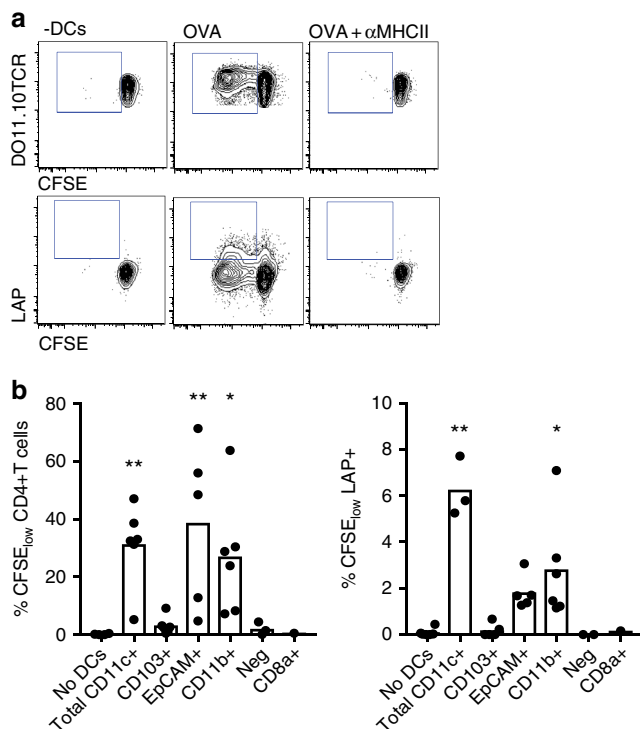 a
-DCs OVA OVA + αMHCII
DO11.10TCR
CFSE
LAP
CFSE
b
% CFSElow CD4+T cells
80
60
40
20
0
** ** *
No DCs
Total CD11c+
CD103+
EpCAM+
CD11b+
Neg
CD8a+
% CFSElow LAP+
10
8
6
4
2
0
** *
No DCs
Total CD11c+
CD103+
EpCAM+
CD11b+
Neg
CD8a+